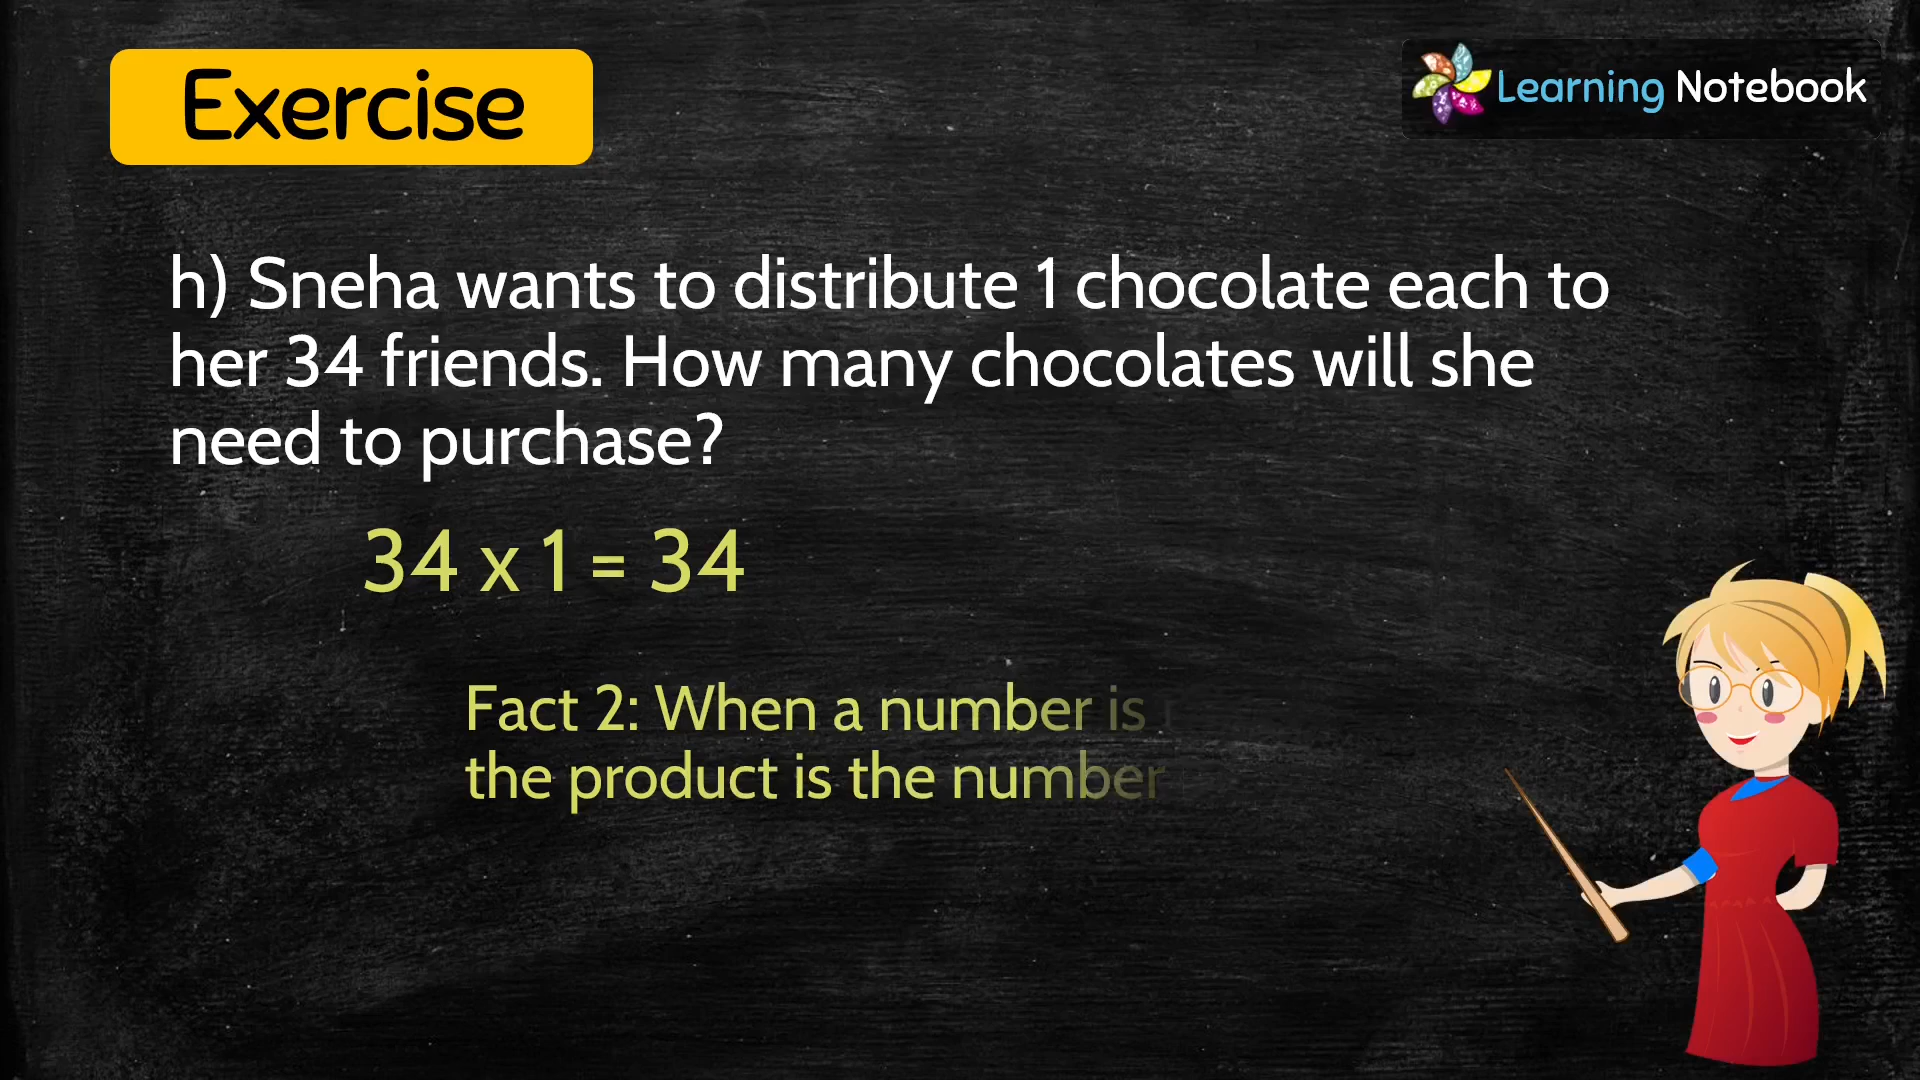 Exercise
Learning Notebook
h) Sneha wants to distribute 1 chocolate each to
her 34 friends. How many chocolates will she
need to purchase?
34 x 1 = 34
Fact 2: When a number is
the product is the number